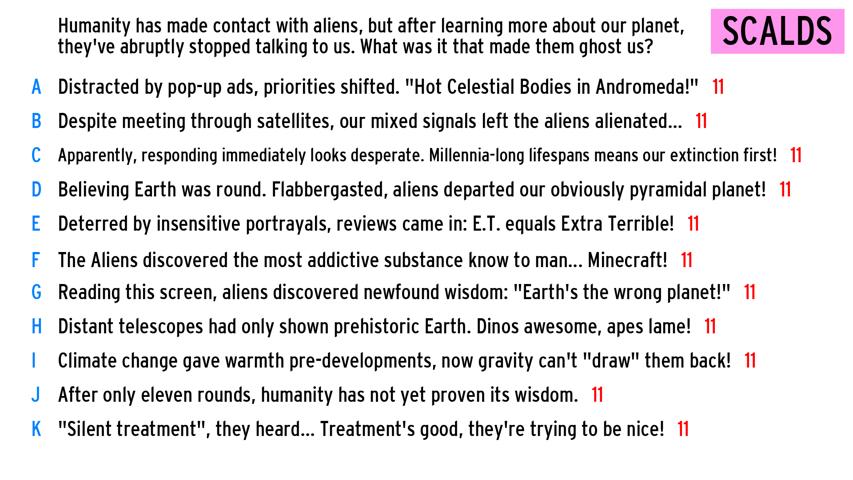 Humanity has made contact with aliens, but after learning more about our planet,
they've abruptly stopped talking to us. What was it that made them ghost us?
SCALDS
A Distracted by pop-up ads, priorities shifted. "Hot Celestial Bodies in Andromeda!" 11
B Despite meeting through satellites, our mixed signals left the aliens alienated... 11
C Apparently, responding immediately looks desperate. Millennia-long lifespans means our extinction first! 11
D Believing Earth was round. Flabbergasted, aliens departed our obviously pyramidal planet! 11
E Deterred by insensitive portrayals, reviews came in: E.T. equals Extra Terrible! 11
F The Aliens discovered the most addictive substance know to man... Minecraft! 11
G Reading this screen, aliens discovered newfound wisdom: "Earth's the wrong planet!" 11
H Distant telescopes had only shown prehistoric Earth. Dinos awesome, apes lame! 11
I Climate change gave warmth pre-developments, now gravity can't "draw" them back! 11
J After only eleven rounds, humanity has not yet proven its wisdom. 11
K "Silent treatment", they heard... Treatment's good, they're trying to be nice! 11